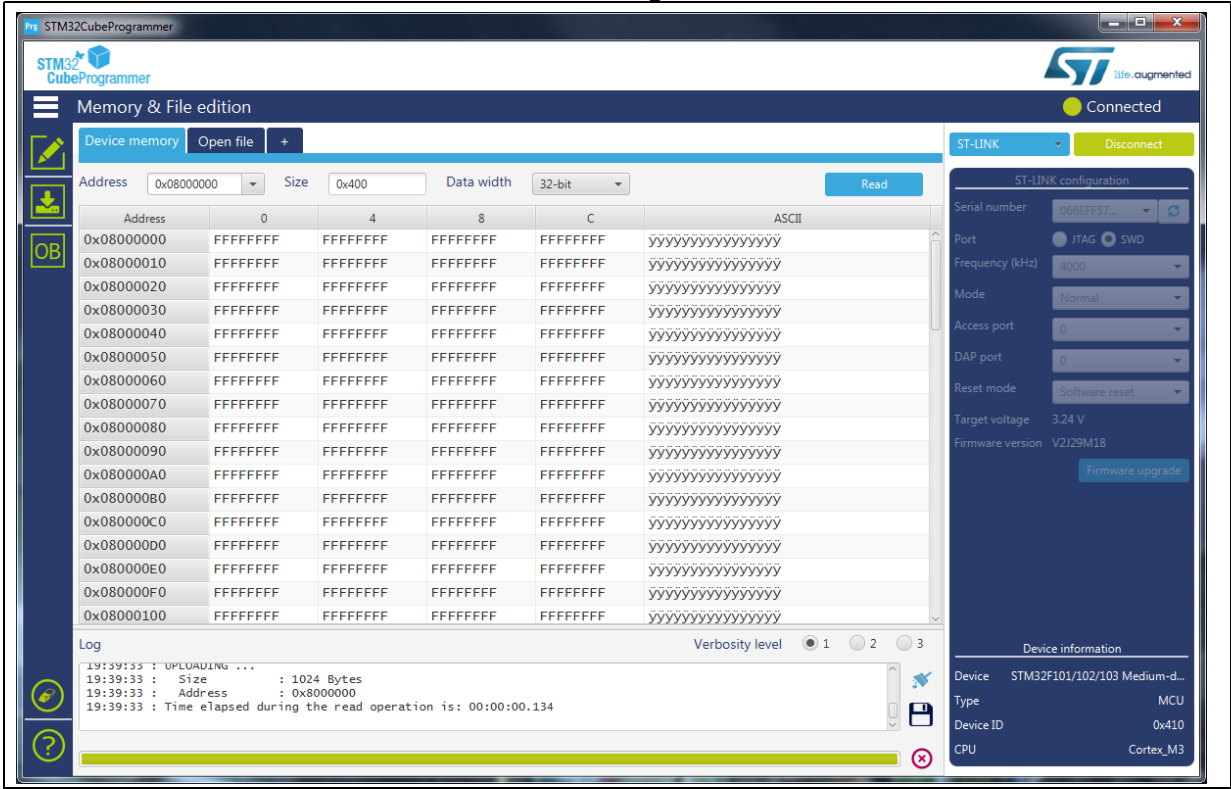 Prg STM32CubeProgrammer
STM32
CubeProgrammer
ST life.augmented
Memory & File edition
Connected
Device memory Open file +
ST-LINK Disconnect
Address 0x08000000 Size 0x400 Data width 32-bit Read
Address 0 4 8 C ASCII
0x08000000 FFFFFFFF FFFFFFFF FFFFFFFF FFFFFFFF ÿÿÿÿÿÿÿÿÿÿÿÿÿÿÿÿ
0x08000010 FFFFFFFF FFFFFFFF FFFFFFFF FFFFFFFF ÿÿÿÿÿÿÿÿÿÿÿÿÿÿÿÿ
0x08000020 FFFFFFFF FFFFFFFF FFFFFFFF FFFFFFFF ÿÿÿÿÿÿÿÿÿÿÿÿÿÿÿÿ
0x08000030 FFFFFFFF FFFFFFFF FFFFFFFF FFFFFFFF ÿÿÿÿÿÿÿÿÿÿÿÿÿÿÿÿ
0x08000040 FFFFFFFF FFFFFFFF FFFFFFFF FFFFFFFF ÿÿÿÿÿÿÿÿÿÿÿÿÿÿÿÿ
0x08000050 FFFFFFFF FFFFFFFF FFFFFFFF FFFFFFFF ÿÿÿÿÿÿÿÿÿÿÿÿÿÿÿÿ
0x08000060 FFFFFFFF FFFFFFFF FFFFFFFF FFFFFFFF ÿÿÿÿÿÿÿÿÿÿÿÿÿÿÿÿ
0x08000070 FFFFFFFF FFFFFFFF FFFFFFFF FFFFFFFF ÿÿÿÿÿÿÿÿÿÿÿÿÿÿÿÿ
0x08000080 FFFFFFFF FFFFFFFF FFFFFFFF FFFFFFFF ÿÿÿÿÿÿÿÿÿÿÿÿÿÿÿÿ
0x08000090 FFFFFFFF FFFFFFFF FFFFFFFF FFFFFFFF ÿÿÿÿÿÿÿÿÿÿÿÿÿÿÿÿ
0x080000A0 FFFFFFFF FFFFFFFF FFFFFFFF FFFFFFFF ÿÿÿÿÿÿÿÿÿÿÿÿÿÿÿÿ
0x080000B0 FFFFFFFF FFFFFFFF FFFFFFFF FFFFFFFF ÿÿÿÿÿÿÿÿÿÿÿÿÿÿÿÿ
0x080000C0 FFFFFFFF FFFFFFFF FFFFFFFF FFFFFFFF ÿÿÿÿÿÿÿÿÿÿÿÿÿÿÿÿ
0x080000D0 FFFFFFFF FFFFFFFF FFFFFFFF FFFFFFFF ÿÿÿÿÿÿÿÿÿÿÿÿÿÿÿÿ
0x080000E0 FFFFFFFF FFFFFFFF FFFFFFFF FFFFFFFF ÿÿÿÿÿÿÿÿÿÿÿÿÿÿÿÿ
0x080000F0 FFFFFFFF FFFFFFFF FFFFFFFF FFFFFFFF ÿÿÿÿÿÿÿÿÿÿÿÿÿÿÿÿ
0x08000100 FFFFFFFF FFFFFFFF FFFFFFFF FFFFFFFF ÿÿÿÿÿÿÿÿÿÿÿÿÿÿÿÿ
OB
ST-LINK configuration
Serial number 066EFF57...
Port JTAG SWD
Frequency (kHz) 4000
Mode Normal
Access port 0
DAP port 0
Reset mode Software reset
Target voltage 3.24 V
Firmware version V2J29M18
Firmware upgrade
Log Verbosity level 1 2 3
19:39:33 : UPLOADING ...
19:39:33 : Size : 1024 Bytes
19:39:33 : Address : 0x8000000
19:39:33 : Time elapsed during the read operation is: 00:00:00.134
?
Device information
Device STM32F101/102/103 Medium-d...
Type MCU
Device ID 0x410
CPU Cortex_M3